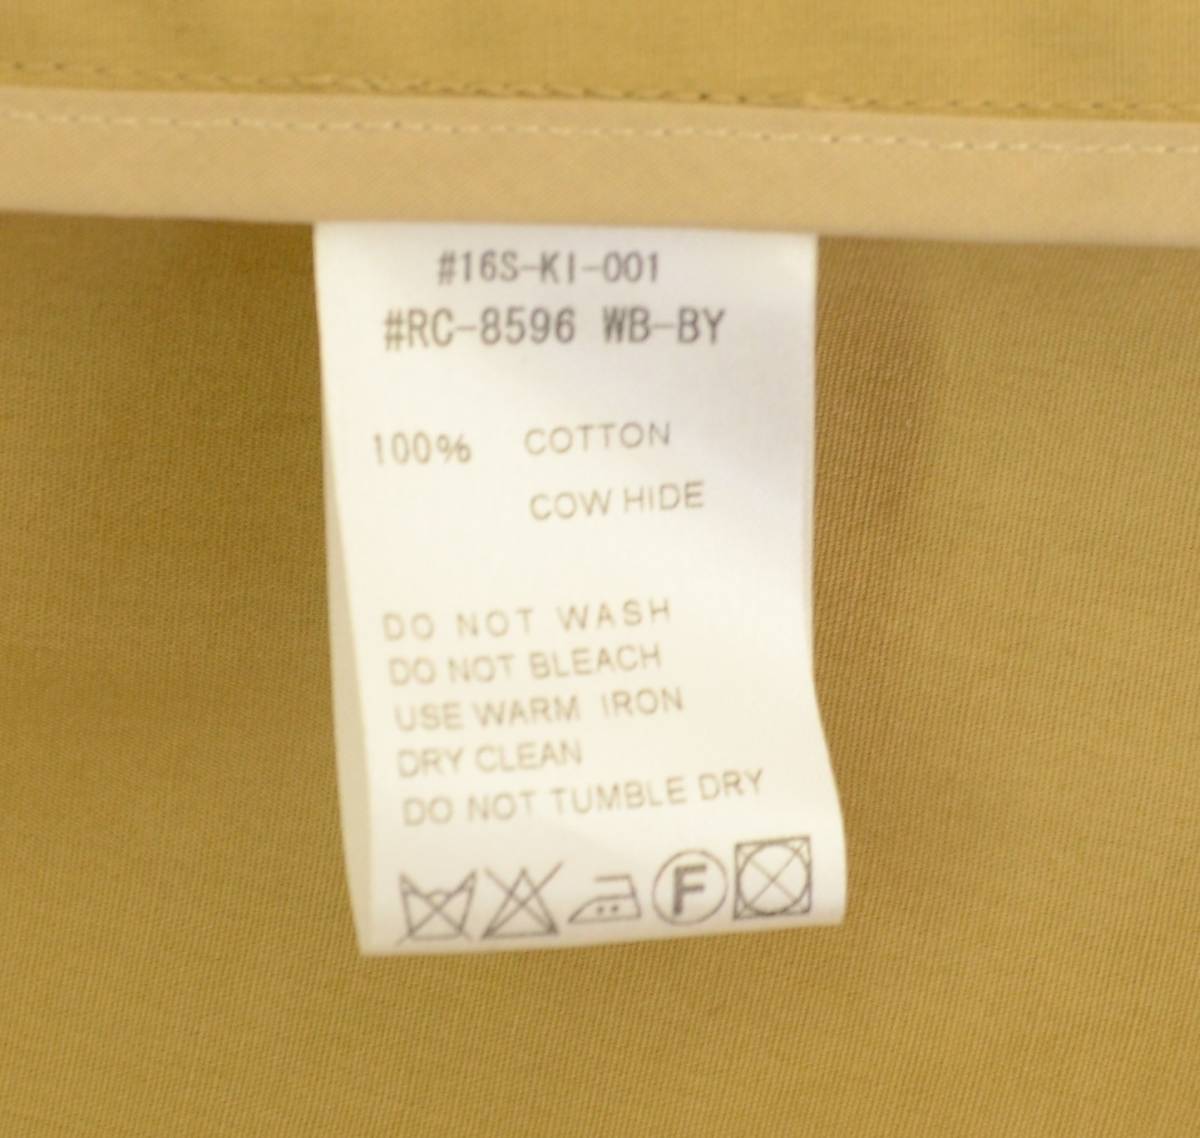 #16S-KI-001
#RC-8596 WB-BY
100% COTTON
COW HIDE
DO NOT WASH
DO NOT BLEACH
USE WARM IRON
DRY CLEAN
DO NOT TUMBLE DRY
F